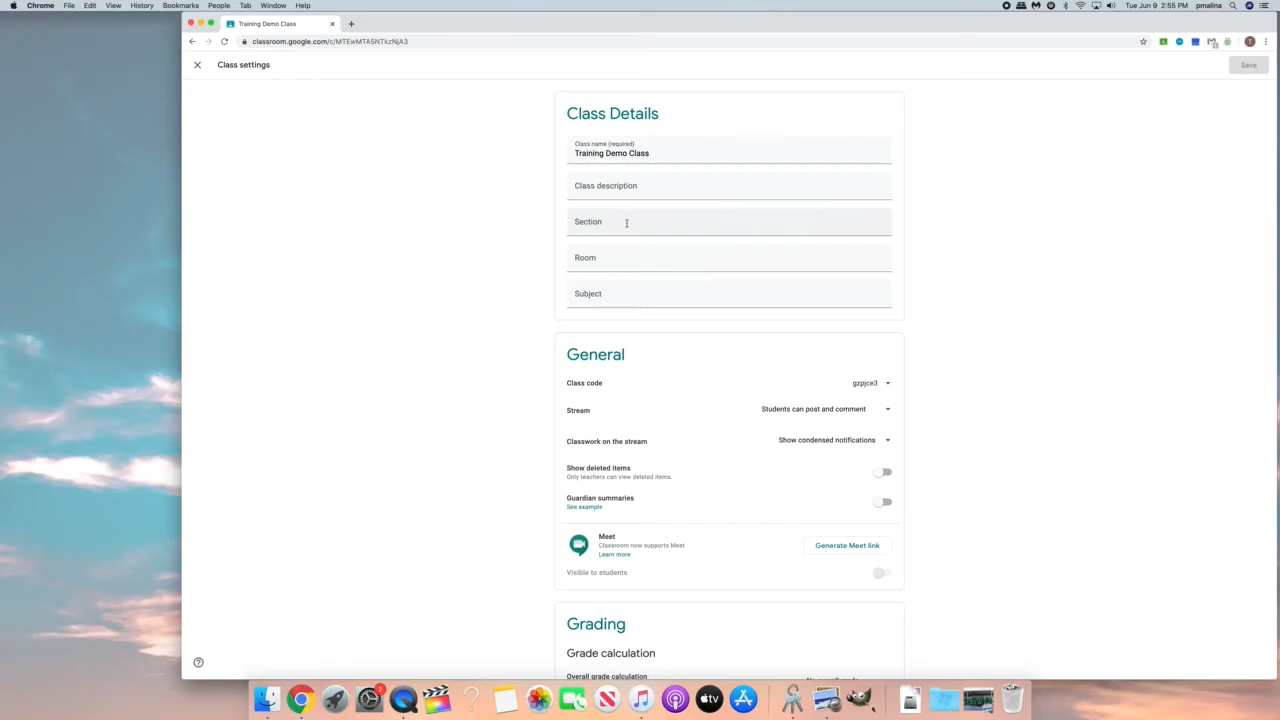 Chrome File Edit View History Bookmarks People Tab Window Help
Tue Jun 9 2:55 PM pmalina
Training Demo Class
classroom.google.com/c/MTEwMTA5NTkzNjA3
T
Class settings
Save
Class Details
Class name (required)
Training Demo Class
Class description
Section
Room
Subject
General
Class code gzpjce3
Stream Students can post and comment
Classwork on the stream Show condensed notifications
Show deleted items
Only teachers can view deleted items.
Guardian summaries
See example
Meet
Classroom now supports Meet
Generate Meet link
Learn more
Visible to students
Grading
Grade calculation
Overall grade calculation
tv